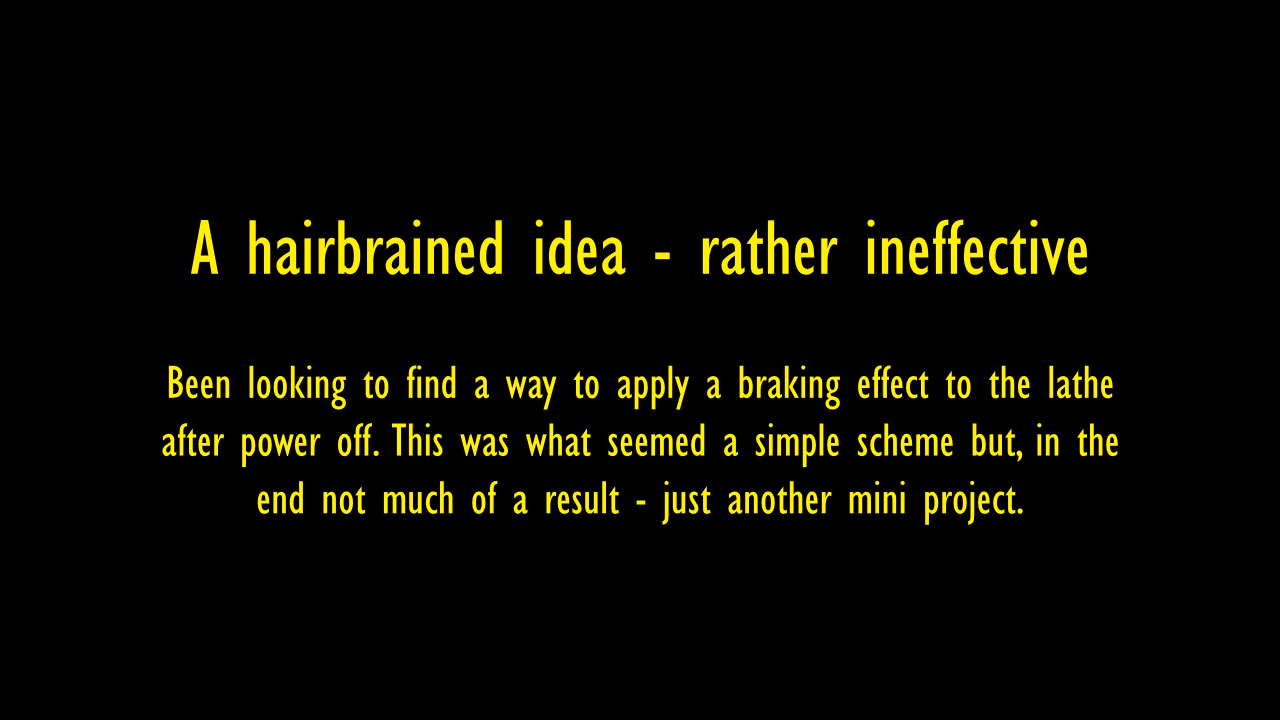 A hairbrained idea - rather ineffective
Been looking to find a way to apply a braking effect to the lathe
after power off. This was what seemed a simple scheme but, in the
end not much of a result - just another mini project.